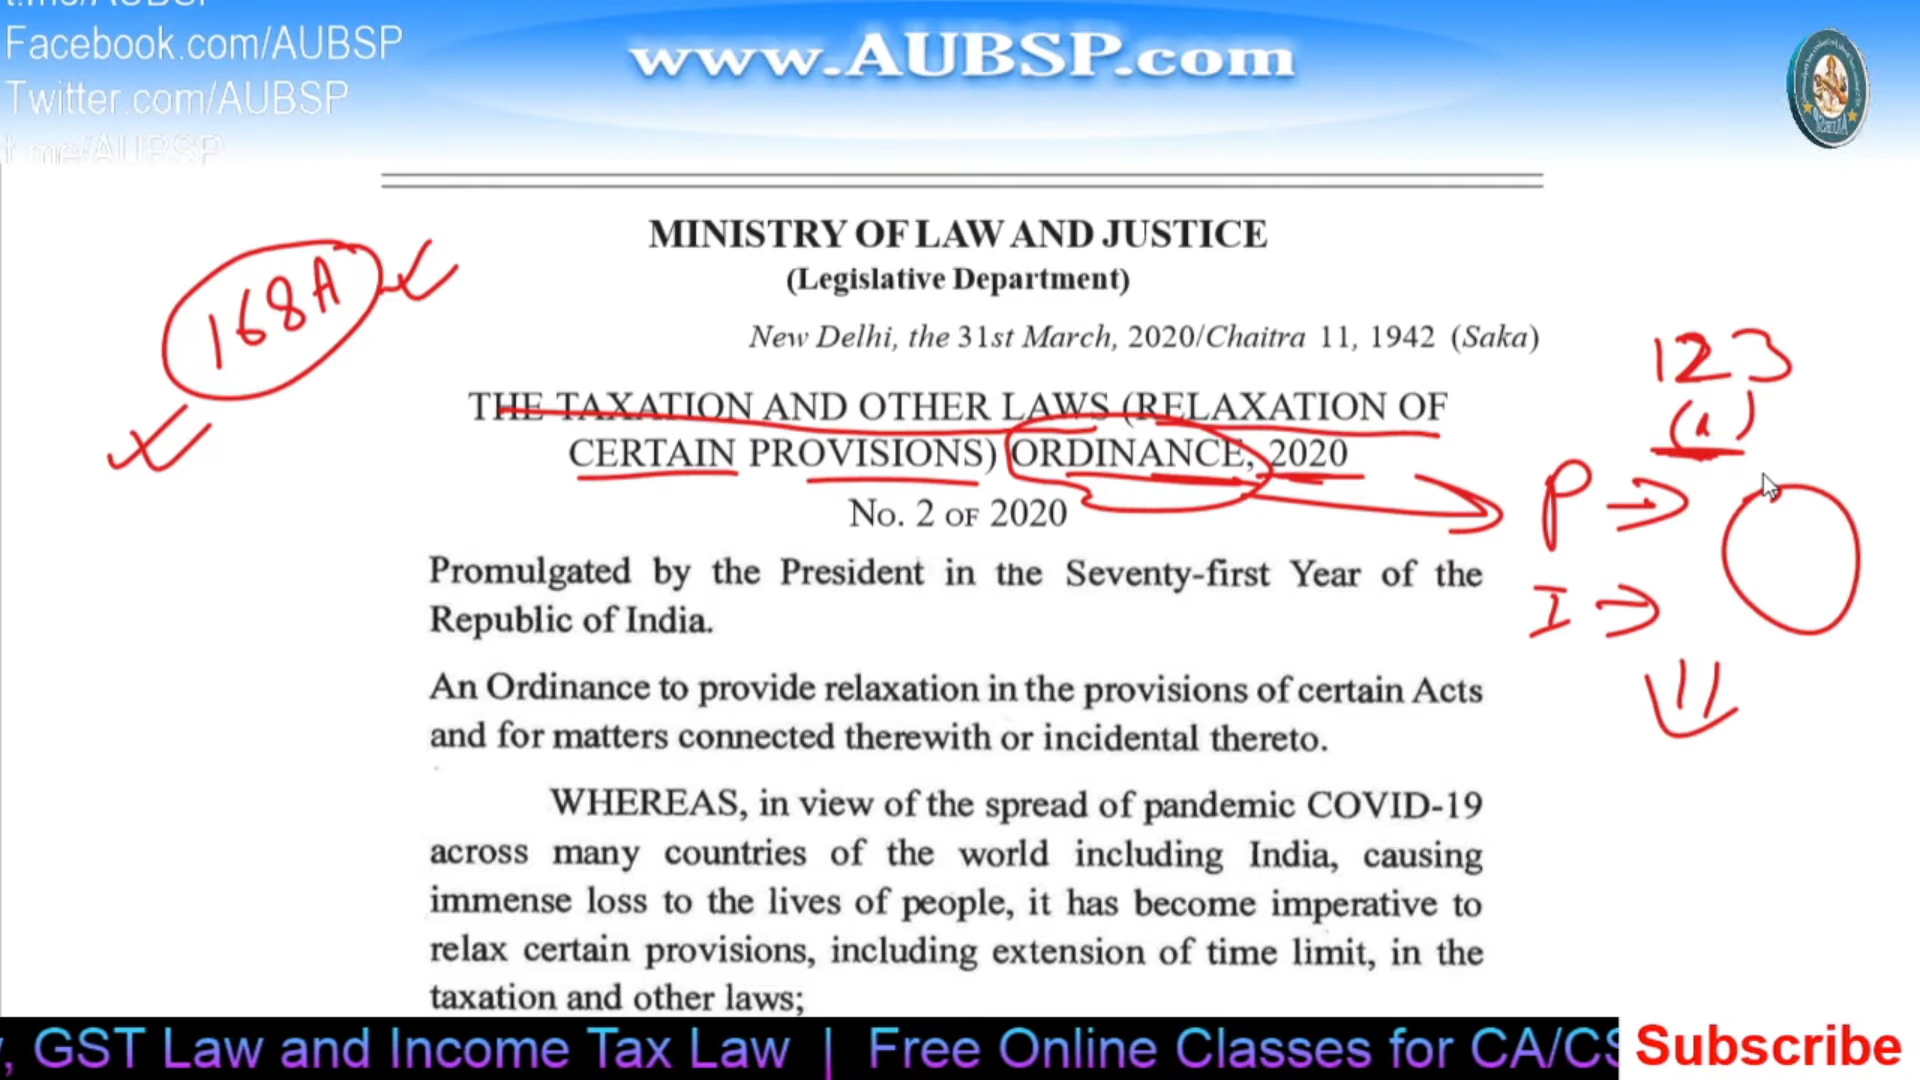 t.me/AUBSP
Facebook.com/AUBSP
Twitter.com/AUBSP
t.me/AUBSP
www.AUBSP.com
MINISTRY OF LAW AND JUSTICE
(Legislative Department)
New Delhi, the 31st March, 2020/Chaitra 11, 1942 (Saka)
168A
THE TAXATION AND OTHER LAWS (RELAXATION OF
CERTAIN PROVISIONS) ORDINANCE, 2020
No. 2 OF 2020
123
(a)
P
I
Promulgated by the President in the Seventy-first Year of the
Republic of India.
An Ordinance to provide relaxation in the provisions of certain Acts
and for matters connected therewith or incidental thereto.
WHEREAS, in view of the spread of pandemic COVID-19
across many countries of the world including India, causing
immense loss to the lives of people, it has become imperative to
relax certain provisions, including extension of time limit, in the
taxation and other laws;
, GST Law and Income Tax Law | Free Online Classes for CA/CS
Subscribe